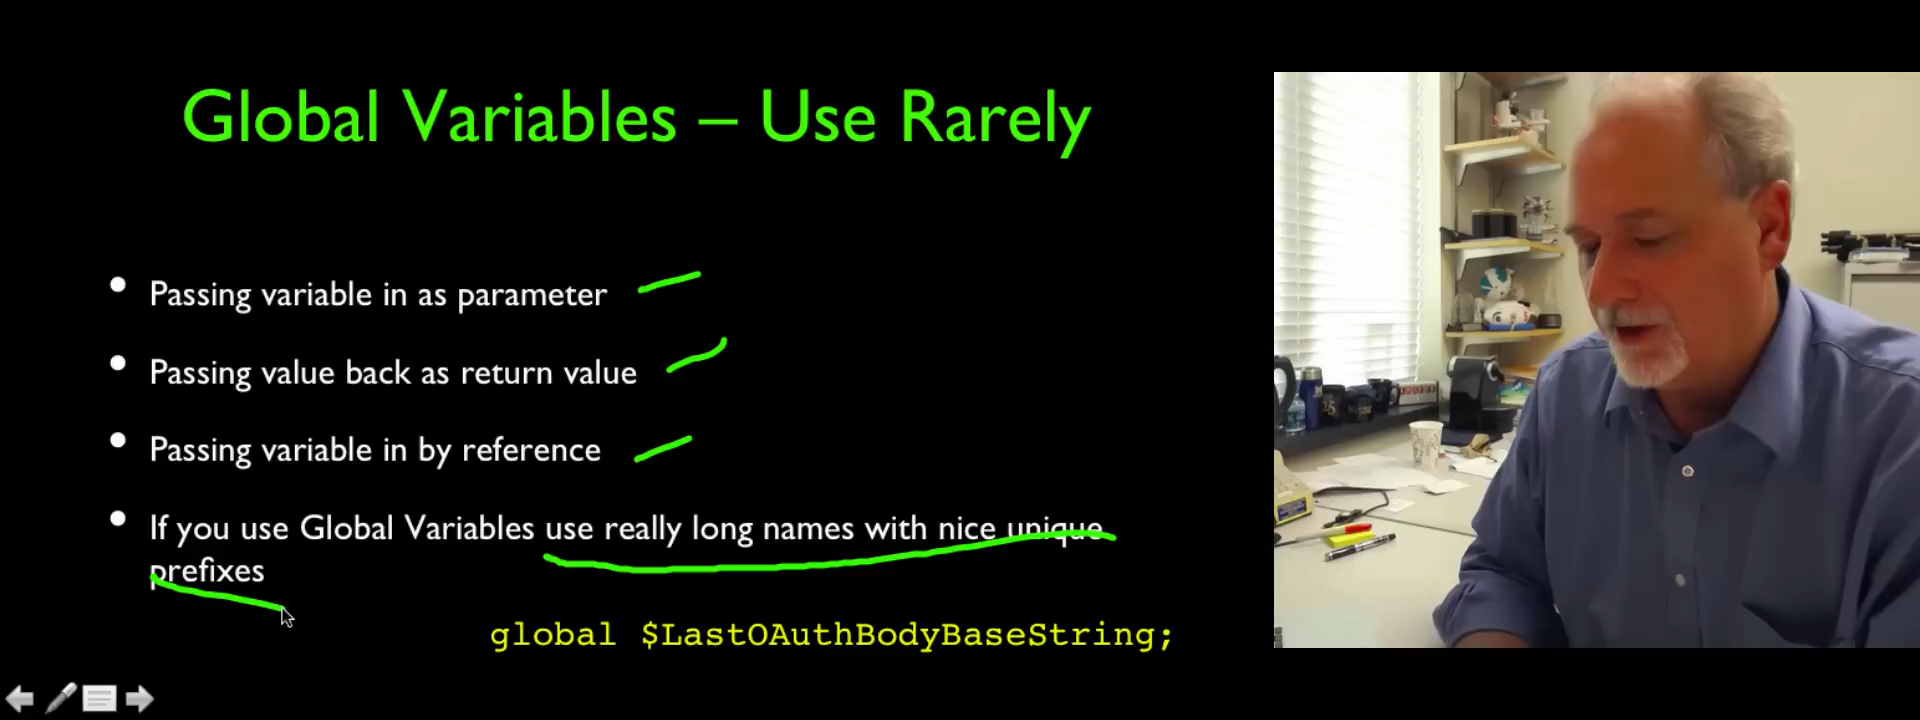 Global Variables – Use Rarely
• Passing variable in as parameter
• Passing value back as return value
• Passing variable in by reference
• If you use Global Variables use really long names with nice unique
prefixes
global $LastOAuthBodyBaseString;